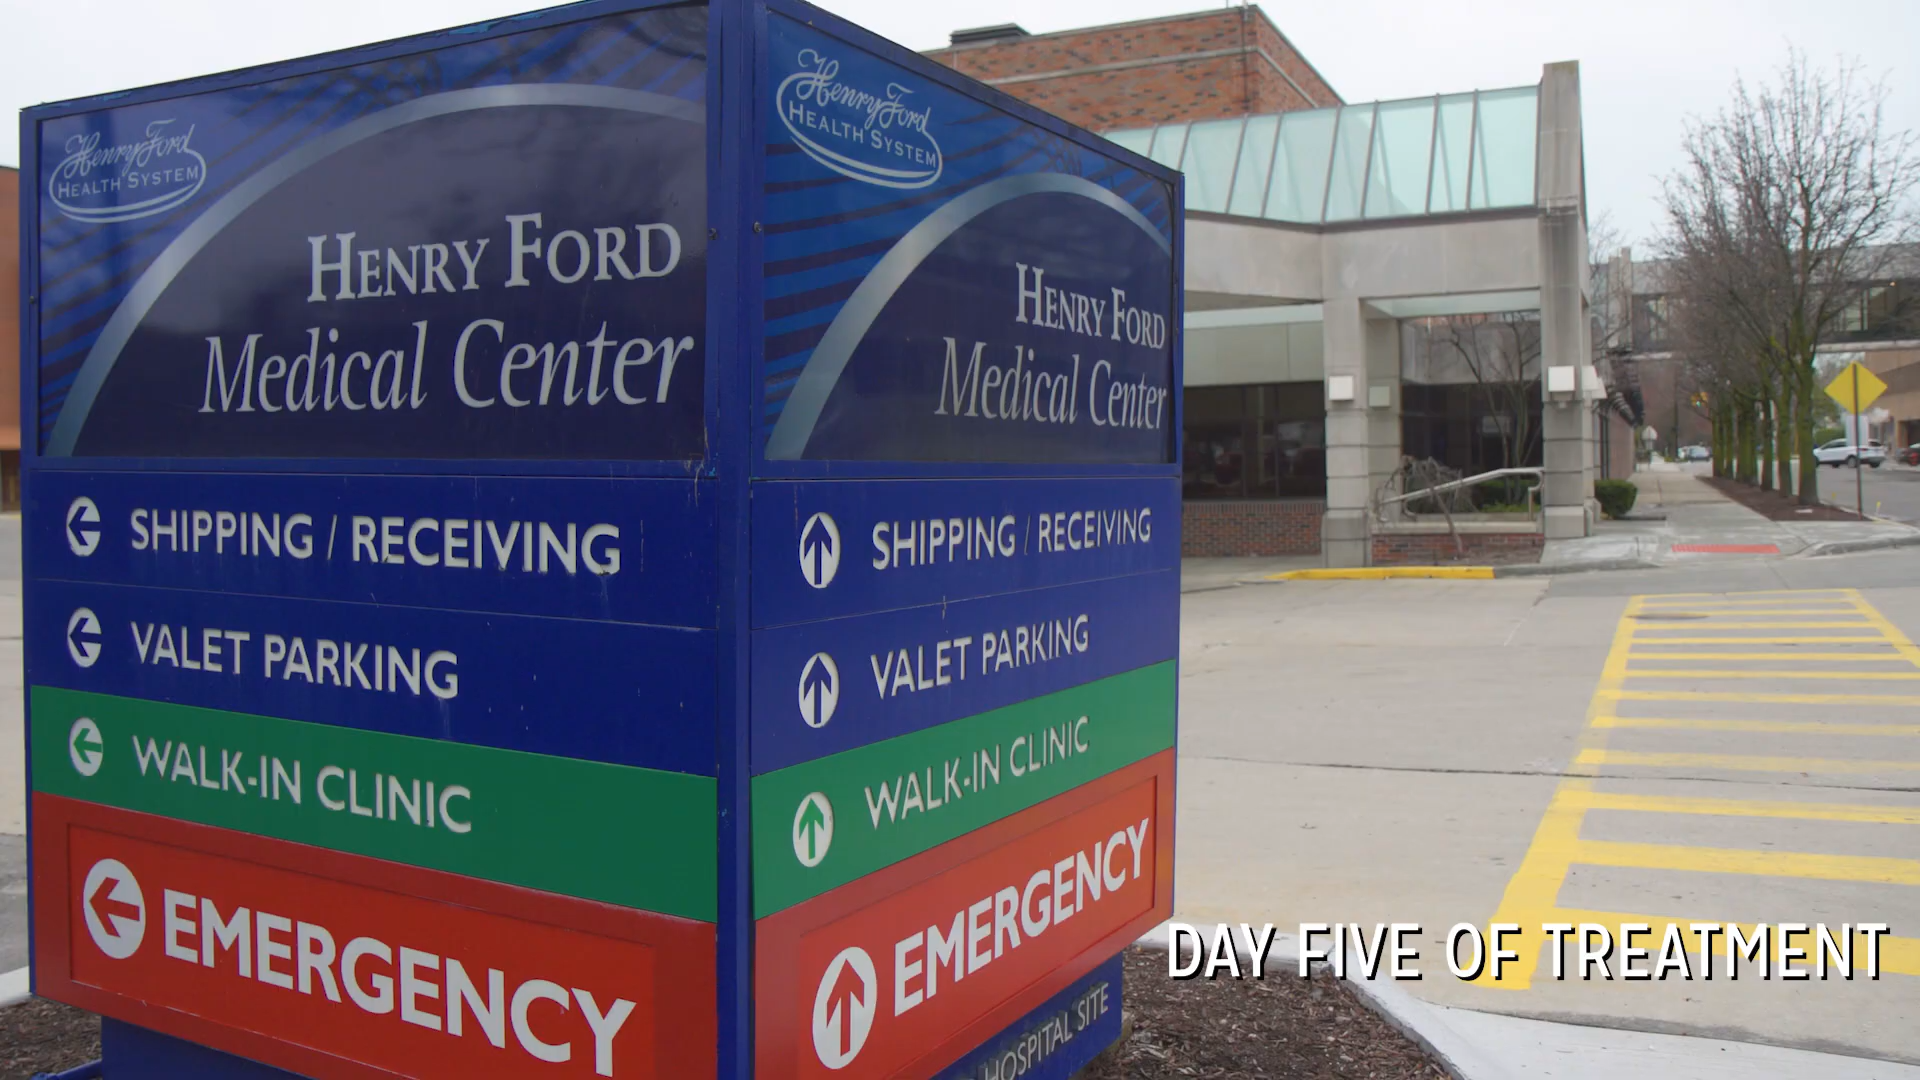 Henry Ford
HEALTH SYSTEM
HENRY FORD
Medical Center
SHIPPING / RECEIVING
VALET PARKING
WALK-IN CLINIC
EMERGENCY
Henry Ford
HEALTH SYSTEM
HENRY FORD
Medical Center
SHIPPING / RECEIVING
VALET PARKING
WALK-IN CLINIC
EMERGENCY
HOSPITAL SITE
DAY FIVE OF TREATMENT